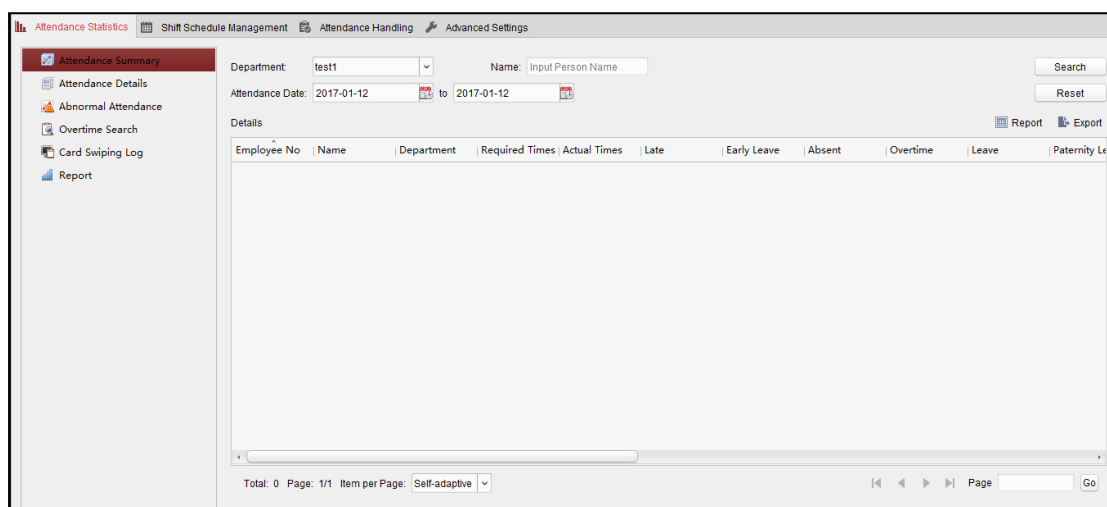 Attendance Statistics Shift Schedule Management Attendance Handling Advanced Settings
Attendance Summary
Attendance Details
Abnormal Attendance
Overtime Search
Card Swiping Log
Report
Department: test1 Name: Input Person Name Search
Attendance Date: 2017-01-12 to 2017-01-12 Reset
Details Report Export
Employee No Name Department Required Times Actual Times Late Early Leave Absent Overtime Leave Paternity Le
Total: 0 Page: 1/1 Item per Page: Self-adaptive Page Go